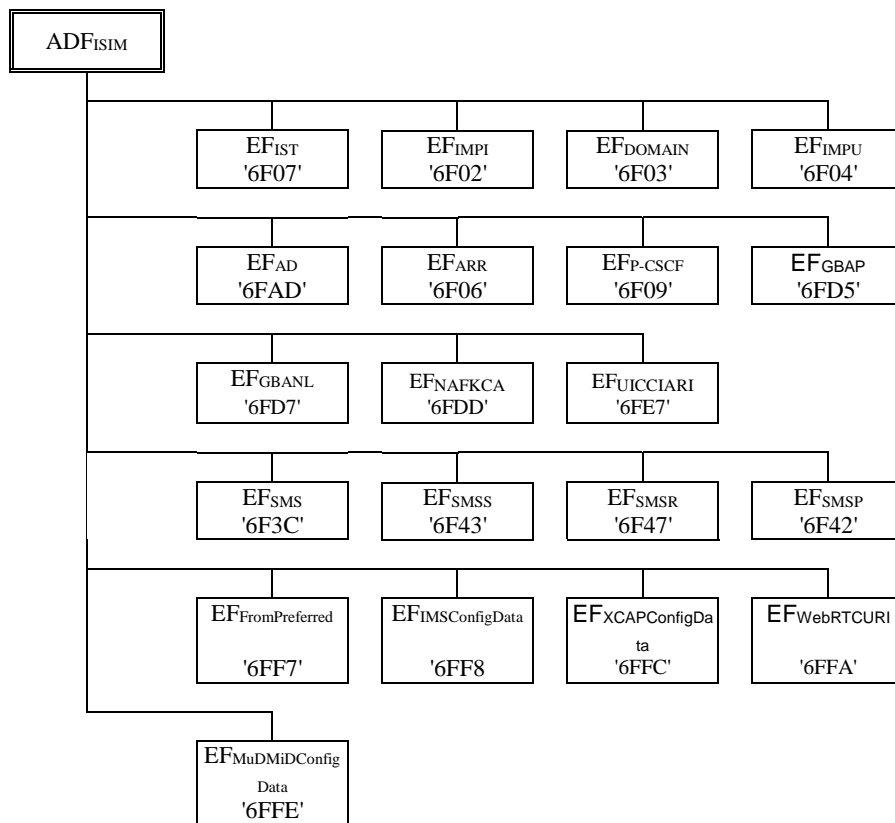 ADFISIM
EFIST
'6F07'
EFIMPI
'6F02'
EFDOMAIN
'6F03'
EFIMPU
'6F04'
EFAD
'6FAD'
EFARR
'6F06'
EFP-CSCF
'6F09'
EFGBAP
'6FD5'
EFGBANL
'6FD7'
EFNAFKCA
'6FDD'
EFUICCIARI
'6FE7'
EFSMS
'6F3C'
EFSMSS
'6F43'
EFSMSR
'6F47'
EFSMSP
'6F42'
EFFromPreferred
'6FF7'
EFIMSConfigData
'6FF8
EFXCAPConfigDa
ta
'6FFC'
EFWebRTCURI
'6FFA'
EFMuDMiDConfig
Data
'6FFE'